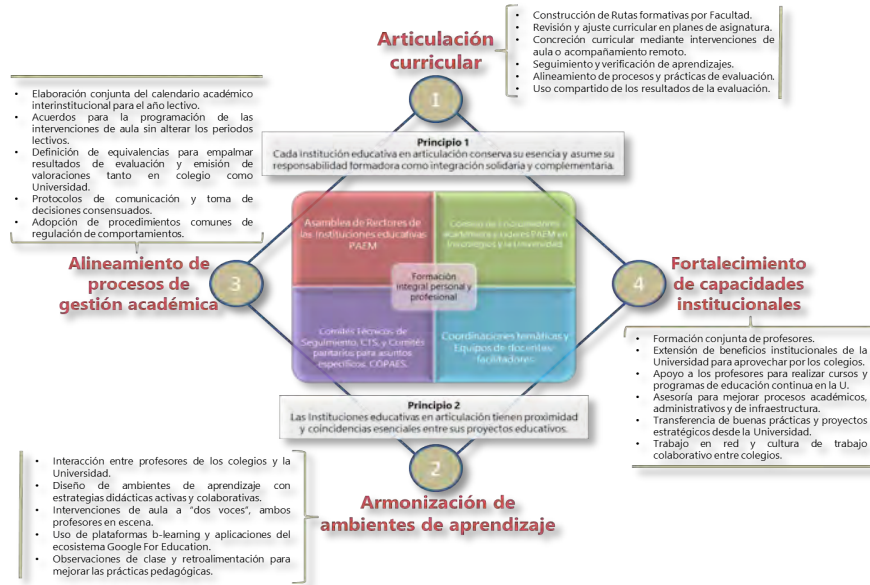 Articulación
curricular
1
• Construcción de Rutas formativas por Facultad.
• Revisión y ajuste curricular en planes de asignatura.
• Concreción curricular mediante intervenciones de
aula o acompañamiento remoto.
• Seguimiento y verificación de aprendizajes.
• Alineamiento de procesos y prácticas de evaluación.
• Uso compartido de los resultados de la evaluación.
• Elaboración conjunta del calendario académico
interinstitucional para el año lectivo.
• Acuerdos para la programación de las
intervenciones de aula sin alterar los periodos
lectivos.
• Definición de equivalencias para empalmar
resultados de evaluación y emisión de
valoraciones tanto en colegio como
Universidad.
• Protocolos de comunicación y toma de
decisiones consensuados.
• Adopción de procedimientos comunes de
regulación de comportamientos.
Alineamiento de
procesos de
gestión académica
3
Principio 1
Cada institución educativa en articulación conserva su esencia y asume su
responsabilidad formadora como integración solidaria y complementaria.
Asamblea de Rectores de
las Instituciones educativas
PAEM
académicos y Líderes PAEM en
los colegios y la Universidad.
Formación
integral personal y
profesional
Comités Técnicos de
Seguimiento, CTS, y Comités
paritarios para asuntos
específicos, COPAES.
Coordinaciones temáticas y
Equipos de docentes
facilitadores.
Principio 2
Las Instituciones educativas en articulación tienen proximidad
y coincidencias esenciales entre sus proyectos educativos.
4
Fortalecimiento
de capacidades
institucionales
• Formación conjunta de profesores.
• Extensión de beneficios institucionales de la
Universidad para aprovechar por los colegios.
• Apoyo a los profesores para realizar cursos y
programas de educación continua en la U.
• Asesoría para mejorar procesos académicos,
administrativos y de infraestructura.
• Transferencia de buenas prácticas y proyectos
estratégicos desde la Universidad.
• Trabajo en red y cultura de trabajo
colaborativo entre colegios.
2
Armonización de
ambientes de aprendizaje
• Interacción entre profesores de los colegios y la
Universidad.
• Diseño de ambientes de aprendizaje con
estrategias didácticas activas y colaborativas.
• Intervenciones de aula a "dos voces", ambos
profesores en escena.
• Uso de plataformas b-learning y aplicaciones del
ecosistema Google For Education.
• Observaciones de clase y retroalimentación para
mejorar las prácticas pedagógicas.